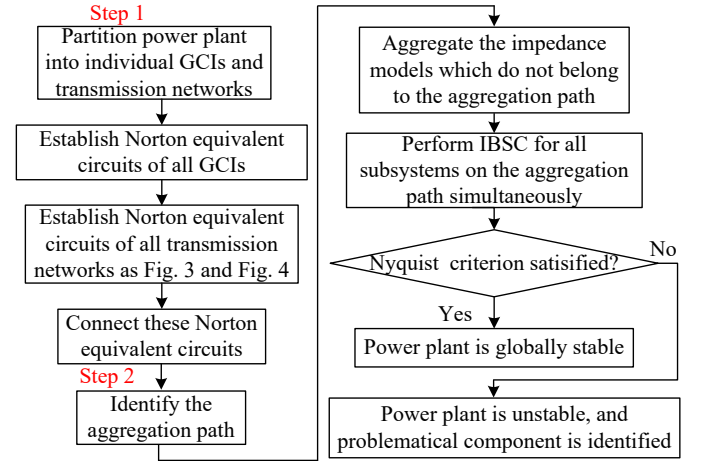 Step 1
Partition power plant
into individual GCIs and
transmission networks
Establish Norton equivalent
circuits of all GCIs
Establish Norton equivalent
circuits of all transmission
networks as Fig. 3 and Fig. 4
Connect these Norton
equivalent circuits
Step 2
Identify the
aggregation path
Aggregate the impedance
models which do not belong
to the aggregation path
Perform IBSC for all
subsystems on the aggregation
path simultaneously
Nyquist criterion satisified?
No
Yes
Power plant is globally stable
Power plant is unstable, and
problematical component is identified